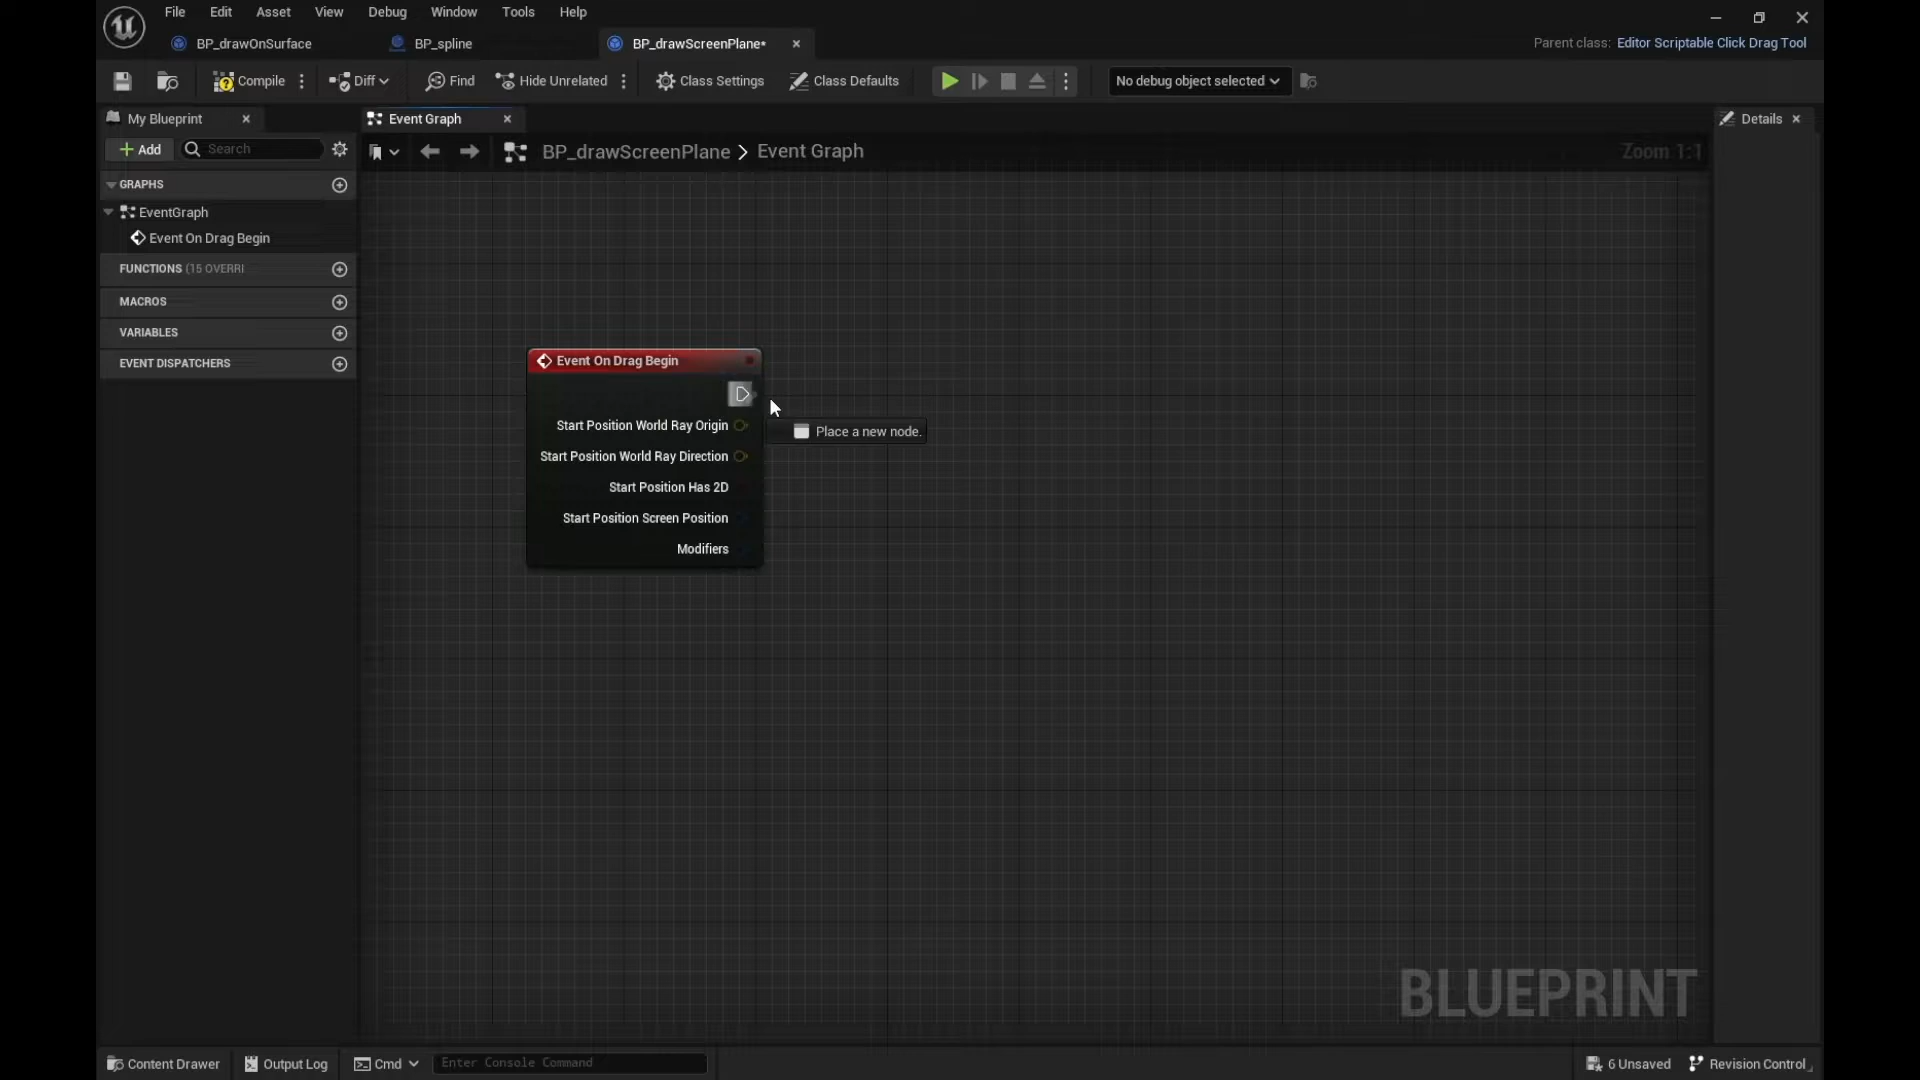 File Edit Asset View Debug Window Tools Help
BP_drawOnSurface BP_spline BP_drawScreenPlane* Parent class: Editor Scriptable Click Drag Tool
Compile Diff Find Hide Unrelated Class Settings Class Defaults No debug object selected
My Blueprint Event Graph Details
Add Search BP_drawScreenPlane > Event Graph Zoom 1:1
GRAPHS
EventGraph
Event On Drag Begin
FUNCTIONS (15 OVERRI
MACROS
VARIABLES
EVENT DISPATCHERS
Event On Drag Begin
Start Position World Ray Origin
Place a new node.
Start Position World Ray Direction
Start Position Has 2D
Start Position Screen Position
Modifiers
BLUEPRINT
Content Drawer Output Log Cmd Enter Console Command 6 Unsaved Revision Control